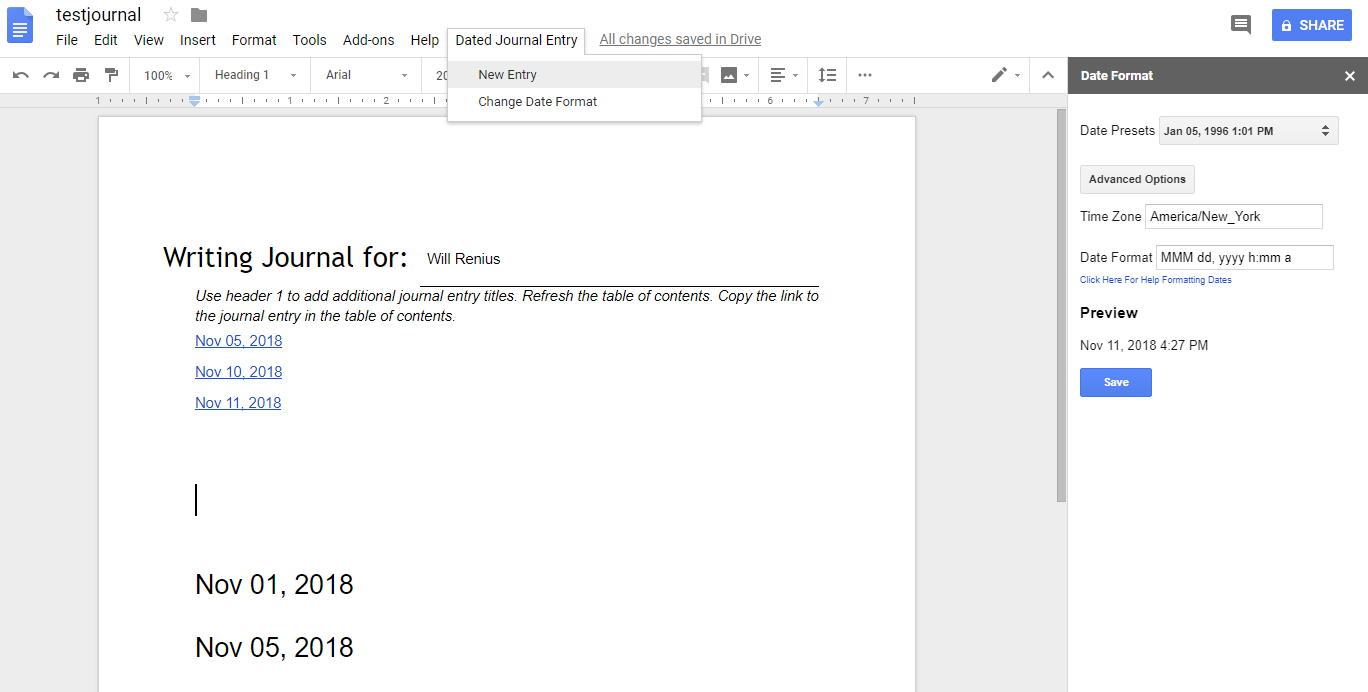 testjournal
File Edit View Insert Format Tools Add-ons Help Dated Journal Entry All changes saved in Drive
SHARE
100% Heading 1 Arial 20
New Entry
Change Date Format
1 1 2 6 7
Writing Journal for: Will Renius
Use header 1 to add additional journal entry titles. Refresh the table of contents. Copy the link to
the journal entry in the table of contents.
Nov 05, 2018
Nov 10, 2018
Nov 11, 2018
Nov 01, 2018
Nov 05, 2018
Date Format
Date Presets Jan 05, 1996 1:01 PM
Advanced Options
Time Zone America/New_York
Date Format MMM dd, yyyy h:mm a
Click Here For Help Formatting Dates
Preview
Nov 11, 2018 4:27 PM
Save